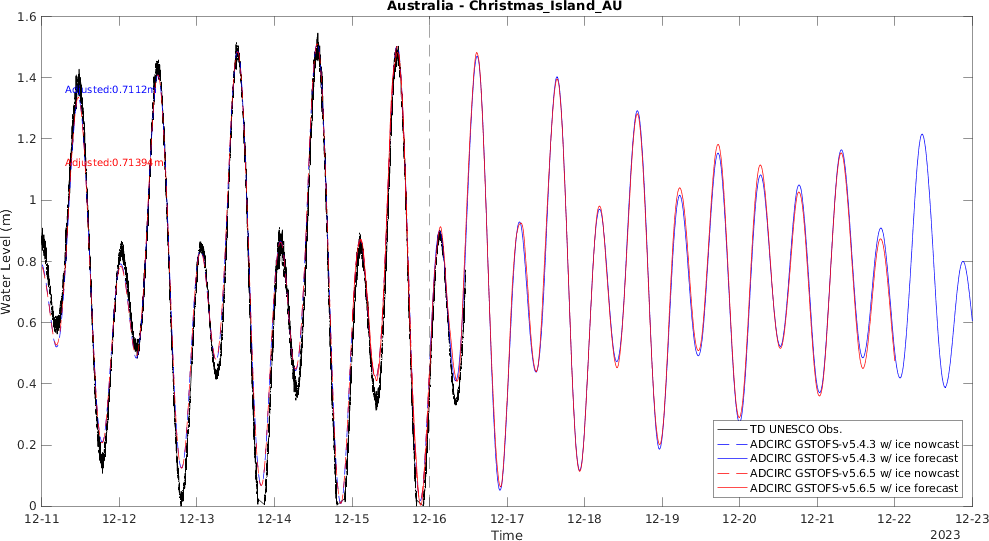 Australia - Christmas_Island_AU
1.6
1.4
1.2
1
0.8
0.6
0.4
0.2
0
Water Level (m)
Adjusted:0.7112m
Adjusted:0.71394m
TD UNESCO Obs.
ADCIRC GSTOFS-v5.4.3 w/ ice nowcast
ADCIRC GSTOFS-v5.4.3 w/ ice forecast
ADCIRC GSTOFS-v5.6.5 w/ ice nowcast
ADCIRC GSTOFS-v5.6.5 w/ ice forecast
12-11 12-12 12-13 12-14 12-15 12-16 12-17 12-18 12-19 12-20 12-21 12-22 12-23
Time
2023